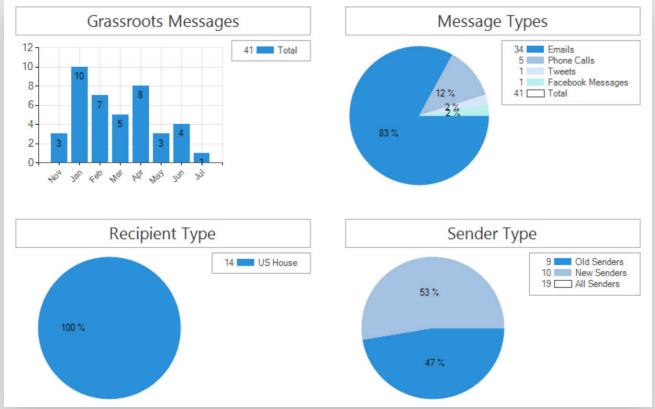 Grassroots Messages
41 Total
12
10
8
6
4
2
0
3
10
7
5
8
3
4
1
Nov
Jan
Feb
Mar
Apr
May
Jun
Jul
Message Types
34 Emails
5 Phone Calls
1 Tweets
1 Facebook Messages
41 Total
12 %
2 %
2 %
83 %
Recipient Type
14 US House
100 %
Sender Type
9 Old Senders
10 New Senders
19 All Senders
53 %
47 %